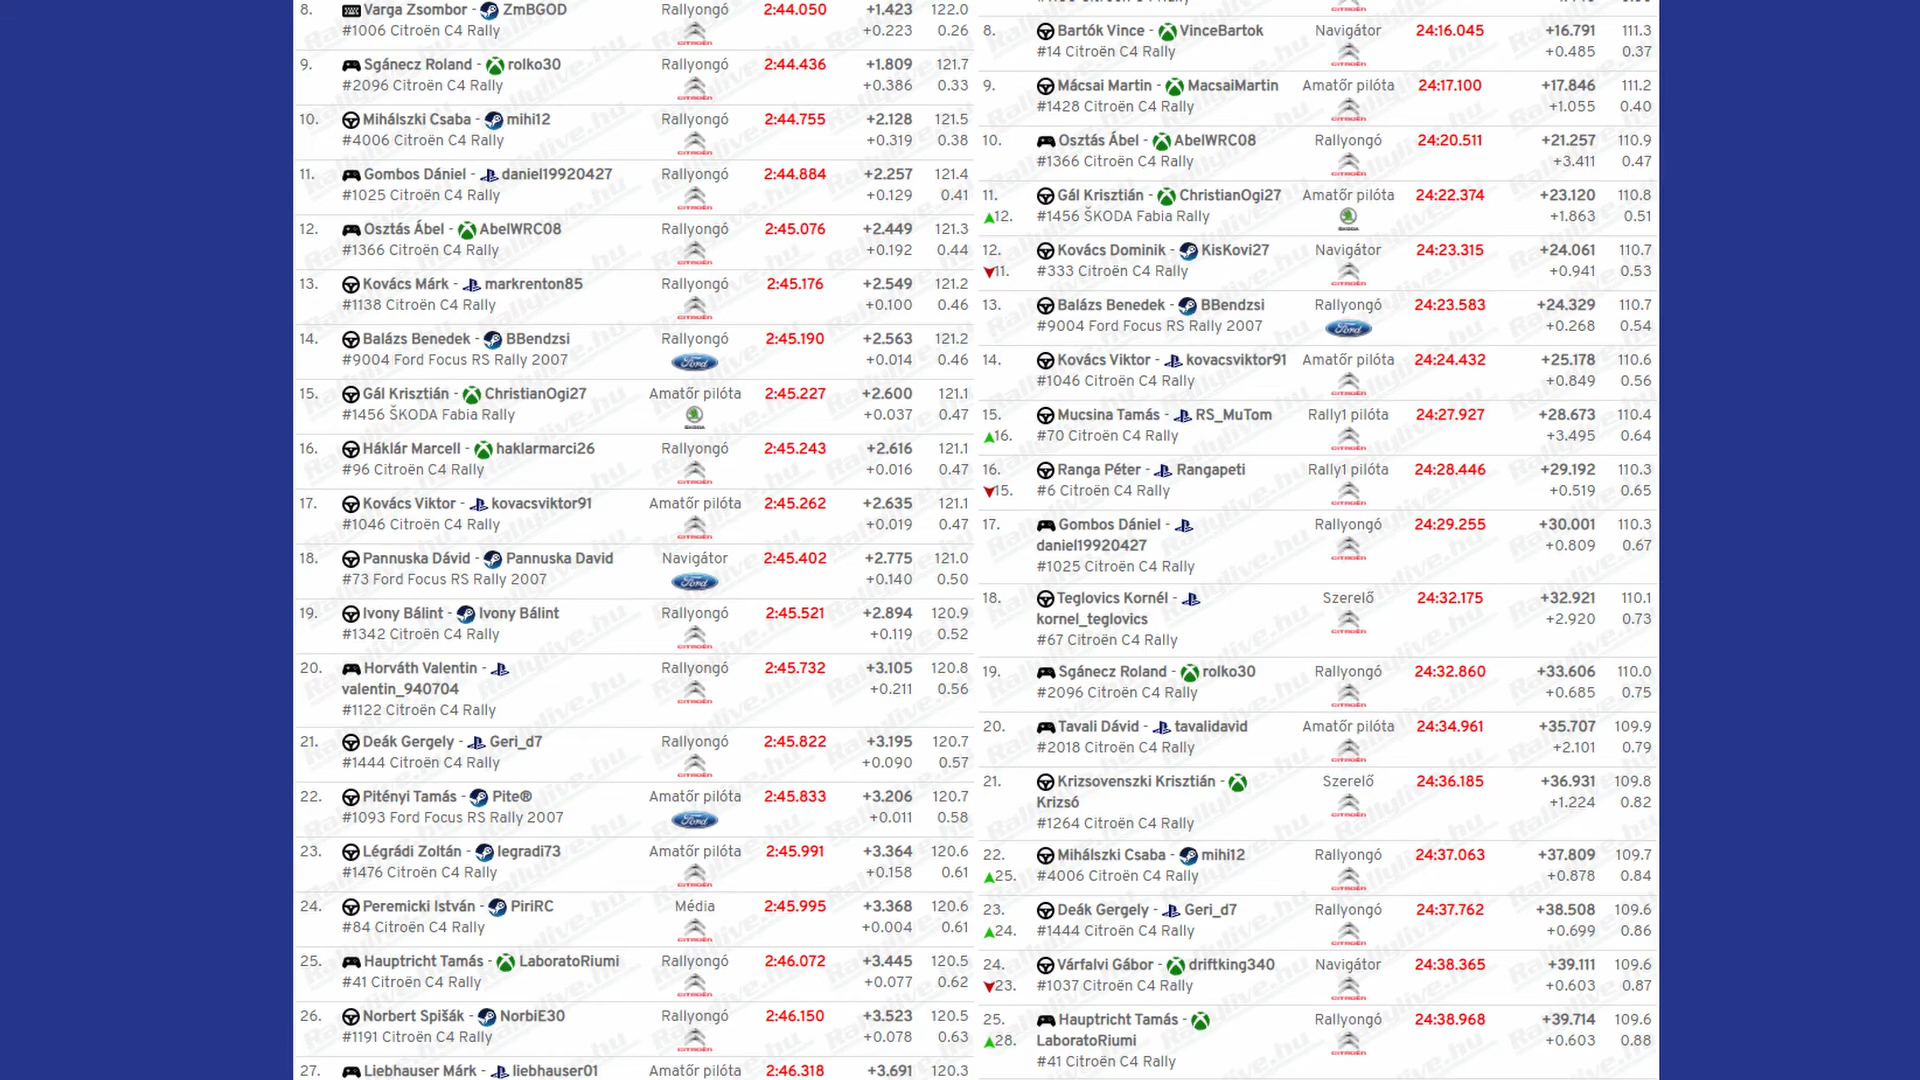 8. Varga Zsombor - ZmBGOD Rallyongó 2:44.050 +1.423 122.0
#1006 Citroën C4 Rally +0.223 0.26
9. Sgánecz Roland - rolko30 Rallyongó 2:44.436 +1.809 121.7
#2096 Citroën C4 Rally +0.386 0.33
10. Mihálszki Csaba - mihi12 Rallyongó 2:44.755 +2.128 121.5
#4006 Citroën C4 Rally +0.319 0.38
11. Gombos Dániel - daniel19920427 Rallyongó 2:44.884 +2.257 121.4
#1025 Citroën C4 Rally +0.129 0.41
12. Osztás Ábel - AbelWRC08 Rallyongó 2:45.076 +2.449 121.3
#1366 Citroën C4 Rally +0.192 0.44
13. Kovács Márk - markrenton85 Rallyongó 2:45.176 +2.549 121.2
#1138 Citroën C4 Rally +0.100 0.46
14. Balázs Benedek - BBendzsi Rallyongó 2:45.190 +2.563 121.2
#9004 Ford Focus RS Rally 2007 +0.014 0.46
15. Gál Krisztián - ChristianOgi27 Amatőr pilóta 2:45.227 +2.600 121.1
#1456 ŠKODA Fabia Rally +0.037 0.47
16. Háklár Marcell - haklarmarci26 Rallyongó 2:45.243 +2.616 121.1
#96 Citroën C4 Rally +0.016 0.47
17. Kovács Viktor - kovacsviktor91 Amatőr pilóta 2:45.262 +2.635 121.1
#1046 Citroën C4 Rally +0.019 0.47
18. Pannuska Dávid - Pannuska David Navigátor 2:45.402 +2.775 121.0
#73 Ford Focus RS Rally 2007 +0.140 0.50
19. Ivony Bálint - Ivony Bálint Rallyongó 2:45.521 +2.894 120.9
#1342 Citroën C4 Rally +0.119 0.52
20. Horváth Valentin - Rallyongó 2:45.732 +3.105 120.8
valentin_940704 +0.211 0.56
#1122 Citroën C4 Rally
21. Deák Gergely - Geri_d7 Rallyongó 2:45.822 +3.195 120.7
#1444 Citroën C4 Rally +0.090 0.57
22. Pitényi Tamás - Pite® Amatőr pilóta 2:45.833 +3.206 120.7
#1093 Ford Focus RS Rally 2007 +0.011 0.58
23. Légrádi Zoltán - legradi73 Amatőr pilóta 2:45.991 +3.364 120.6
#1476 Citroën C4 Rally +0.158 0.61
24. Peremicki István - PiriRC Média 2:45.995 +3.368 120.6
#84 Citroën C4 Rally +0.004 0.61
25. Hauptricht Tamás - LaboratoRiumi Rallyongó 2:46.072 +3.445 120.5
#41 Citroën C4 Rally +0.077 0.62
26. Norbert Spišák - NorbiE30 Rallyongó 2:46.150 +3.523 120.5
#1191 Citroën C4 Rally +0.078 0.63
27. Liebhauser Márk - liebhauser01 Amatőr pilóta 2:46.318 +3.691 120.3
8. Bartók Vince - VinceBartok Navigátor 24:16.045 +16.791 111.3
#14 Citroën C4 Rally +0.485 0.37
9. Mácsai Martin - MacsaiMartin Amatőr pilóta 24:17.100 +17.846 111.2
#1428 Citroën C4 Rally +1.055 0.40
10. Osztás Ábel - AbelWRC08 Rallyongó 24:20.511 +21.257 110.9
#1366 Citroën C4 Rally +3.411 0.47
11. Gál Krisztián - ChristianOgi27 Amatőr pilóta 24:22.374 +23.120 110.8
12. #1456 ŠKODA Fabia Rally +1.863 0.51
12. Kovács Dominik - KisKovi27 Navigátor 24:23.315 +24.061 110.7
11. #333 Citroën C4 Rally +0.941 0.53
13. Balázs Benedek - BBendzsi Rallyongó 24:23.583 +24.329 110.7
#9004 Ford Focus RS Rally 2007 +0.268 0.54
14. Kovács Viktor - kovacsviktor91 Amatőr pilóta 24:24.432 +25.178 110.6
#1046 Citroën C4 Rally +0.849 0.56
15. Mucsina Tamás - RS_MuTom Rally1 pilóta 24:27.927 +28.673 110.4
16. #70 Citroën C4 Rally +3.495 0.64
16. Ranga Péter - Rangapeti Rally1 pilóta 24:28.446 +29.192 110.3
15. #6 Citroën C4 Rally +0.519 0.65
17. Gombos Dániel - Rallyongó 24:29.255 +30.001 110.3
daniel19920427 +0.809 0.67
#1025 Citroën C4 Rally
18. Teglovics Kornél - Szerelő 24:32.175 +32.921 110.1
kornel_teglovics +2.920 0.73
#67 Citroën C4 Rally
19. Sgánecz Roland - rolko30 Rallyongó 24:32.860 +33.606 110.0
#2096 Citroën C4 Rally +0.685 0.75
20. Tavali Dávid - tavalidavid Amatőr pilóta 24:34.961 +35.707 109.9
#2018 Citroën C4 Rally +2.101 0.79
21. Krizsovenszki Krisztián - Szerelő 24:36.185 +36.931 109.8
Krizsó +1.224 0.82
#1264 Citroën C4 Rally
22. Mihálszki Csaba - mihi12 Rallyongó 24:37.063 +37.809 109.7
25. #4006 Citroën C4 Rally +0.878 0.84
23. Deák Gergely - Geri_d7 Rallyongó 24:37.762 +38.508 109.6
24. #1444 Citroën C4 Rally +0.699 0.86
24. Várfalvi Gábor - driftking340 Navigátor 24:38.365 +39.111 109.6
23. #1037 Citroën C4 Rally +0.603 0.87
25. Hauptricht Tamás - Rallyongó 24:38.968 +39.714 109.6
28. LaboratoRiumi +0.603 0.88
#41 Citroën C4 Rally